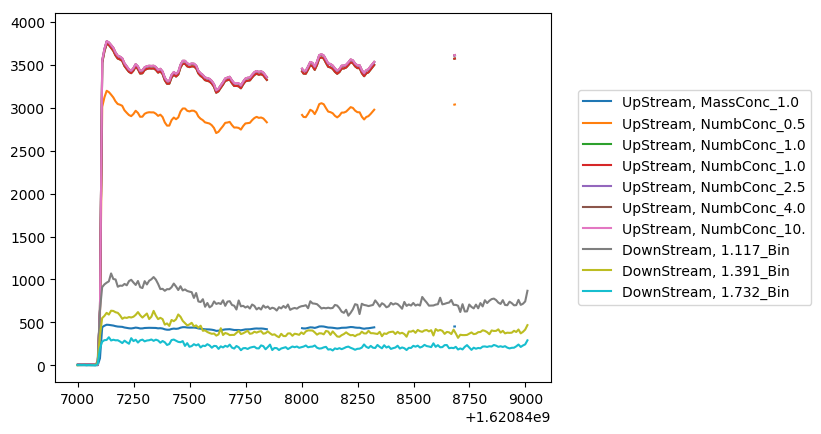 4000
3500
3000
2500
2000
1500
1000
500
0
7000 7250 7500 7750 8000 8250 8500 8750 9000
+1.62084e9
UpStream, MassConc_1.0
UpStream, NumbConc_0.5
UpStream, NumbConc_1.0
UpStream, NumbConc_1.0
UpStream, NumbConc_2.5
UpStream, NumbConc_4.0
UpStream, NumbConc_10.
DownStream, 1.117_Bin
DownStream, 1.391_Bin
DownStream, 1.732_Bin